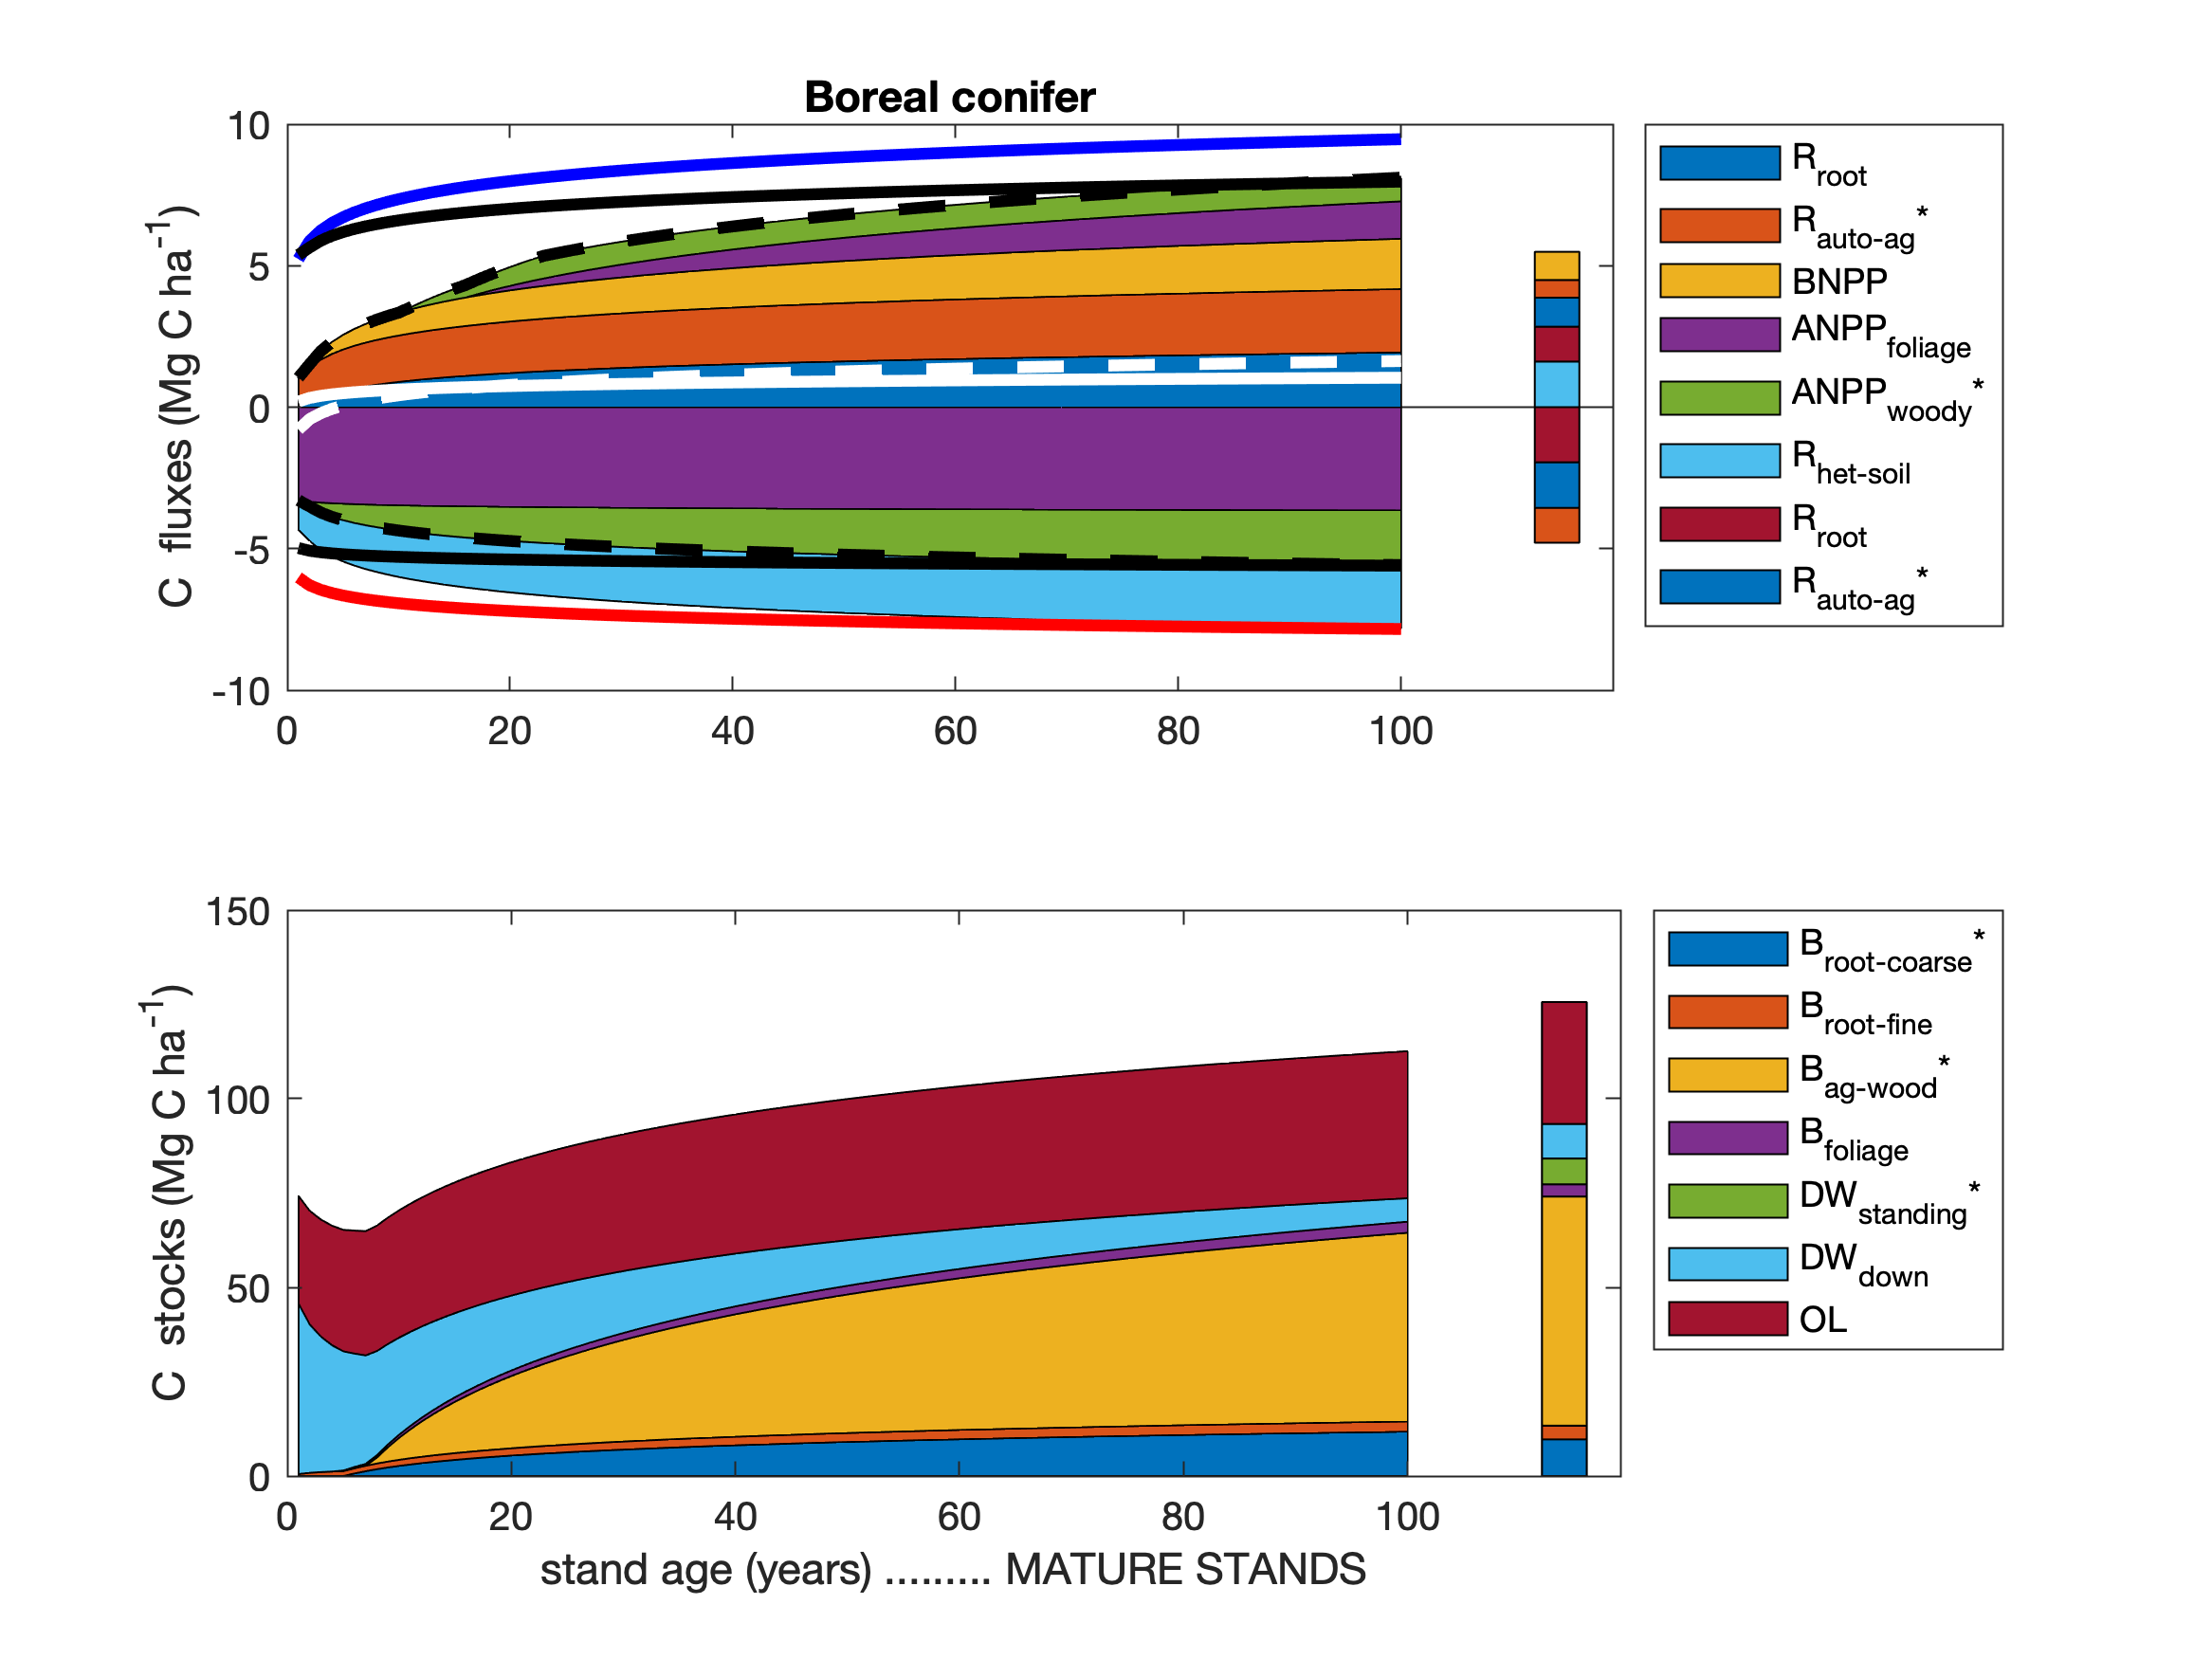 Boreal conifer
10
5
0
-5
-10
C fluxes (Mg C ha-1)
0 20 40 60 80 100
Rroot
Rauto-ag*
BNPP
ANPPfoliage
ANPPwoody*
Rhet-soil
Rroot
Rauto-ag*
150
100
50
0
C stocks (Mg C ha-1)
0 20 40 60 80 100
stand age (years) ......... MATURE STANDS
Broot-coarse*
Broot-fine
Bag-wood*
Bfoliage
DWstanding*
DWdown
OL